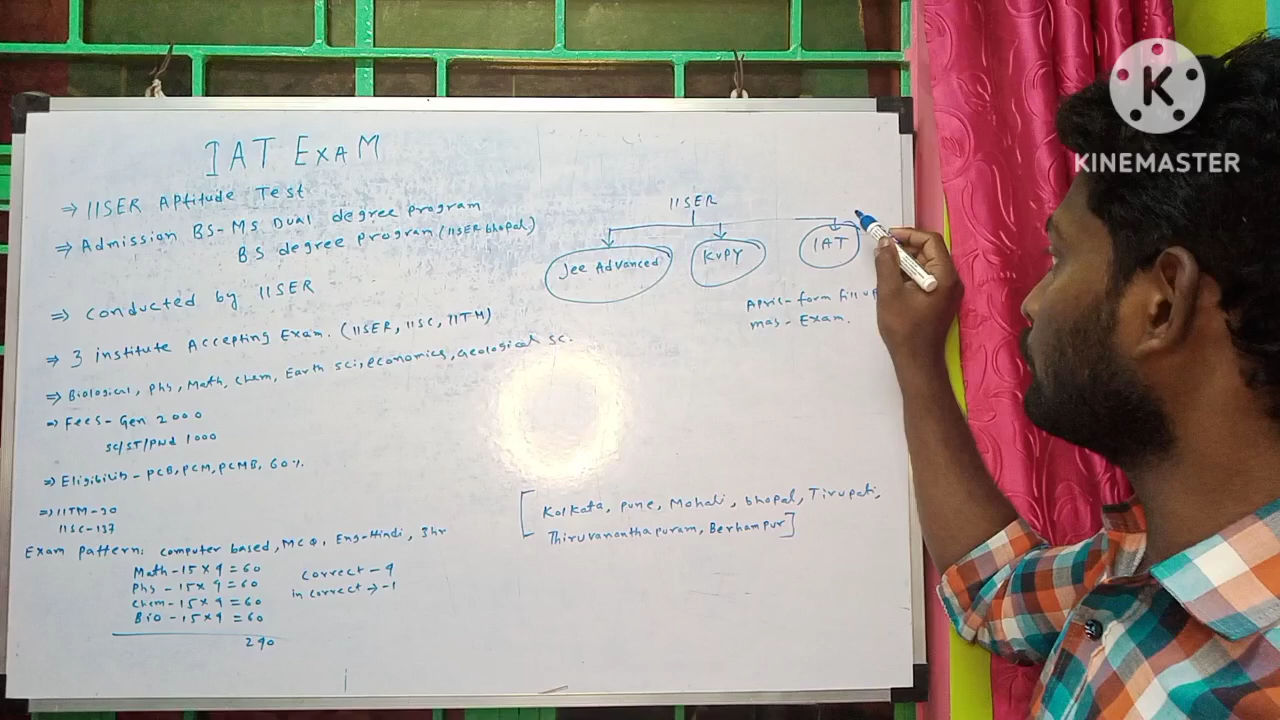 IAT ExAM
⇒ IISER APtitude Test
⇒ Admission BS-MS Dual degree program
BS degree program (IISER bhopal)
⇒ conducted by IISER
⇒ 3 institute Accepting Exam. (IISER, IISC, IITM)
⇒ Biological, Phs, Math, Chem, Earth sci, economics, Geological sc.
⇒ Fees - Gen 2000
SC/ST/PWd 1000
⇒ Eligibility - PCB, PCM, PCMB, 60%.
⇒ IITM-30
IISC-137
Exam Pattern: computer based, MCQ, Eng-Hindi, 3hr
Math - 15 x 4 = 60
Phs - 15 x 4 = 60
Chem - 15 x 4 = 60
Bio - 15 x 4 = 60
240
correct - 4
in correct → -1
IISER
Jee Advanced
KVPY
IAT
April - form fill up
mas - Exam.
[Kolkata, Pune, Mohali, bhopal, Tirupati,
Thiruvananthapuram, Berhampur]
K
KINEMASTER